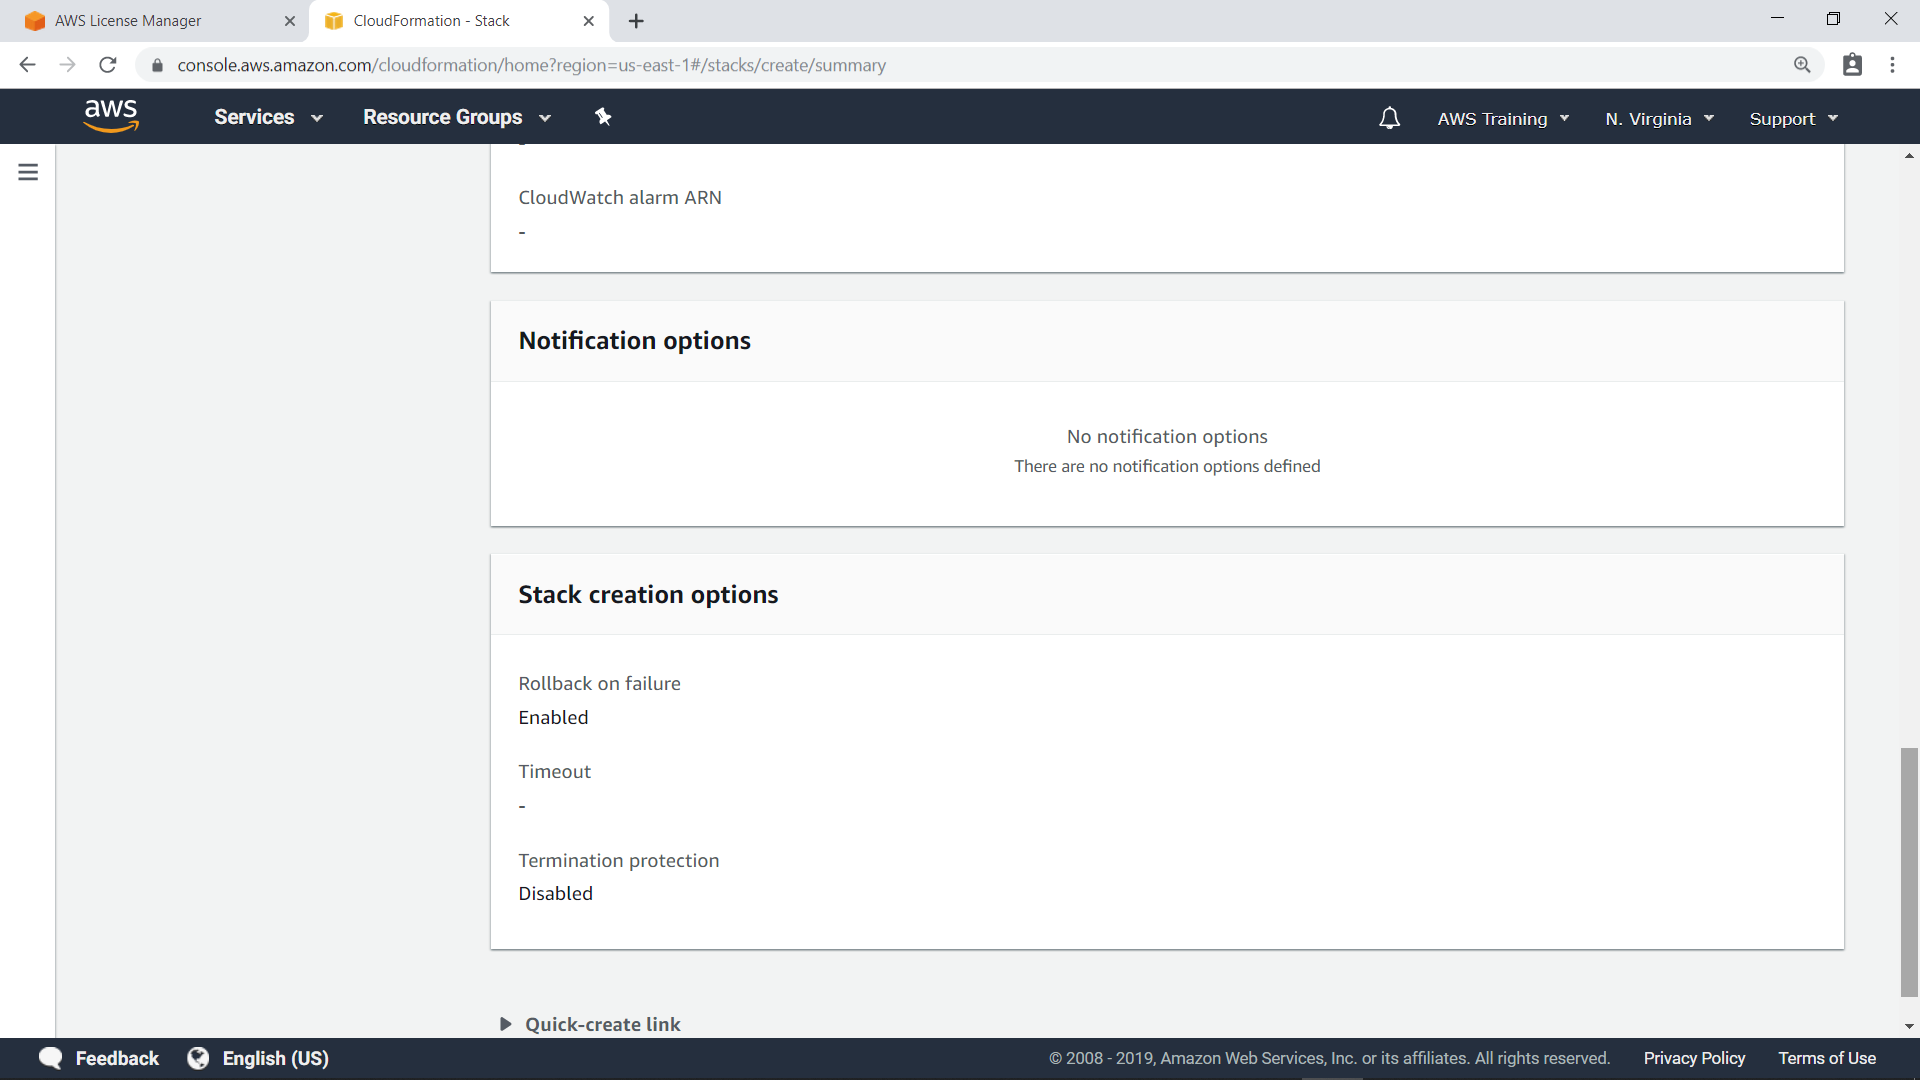 AWS License Manager
CloudFormation - Stack
console.aws.amazon.com/cloudformation/home?region=us-east-1#/stacks/create/summary
aws
Services
Resource Groups
AWS Training
N. Virginia
Support
-
CloudWatch alarm ARN
-
Notification options
No notification options
There are no notification options defined
Stack creation options
Rollback on failure
Enabled
Timeout
-
Termination protection
Disabled
Quick-create link
Feedback
English (US)
© 2008 - 2019, Amazon Web Services, Inc. or its affiliates. All rights reserved.
Privacy Policy
Terms of Use